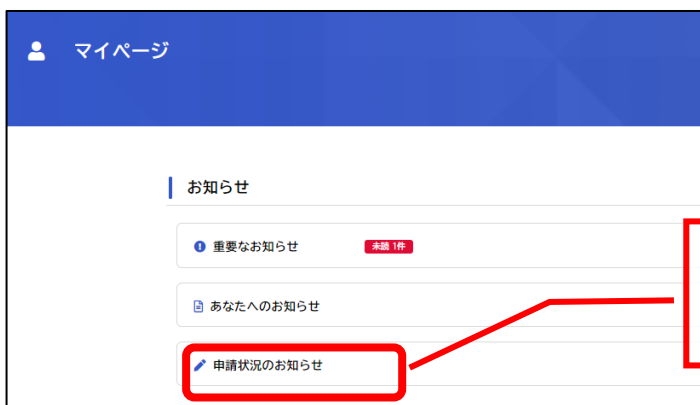 マイページ
お知らせ
重要なお知らせ 未読 1件
あなたへのお知らせ
申請状況のお知らせ